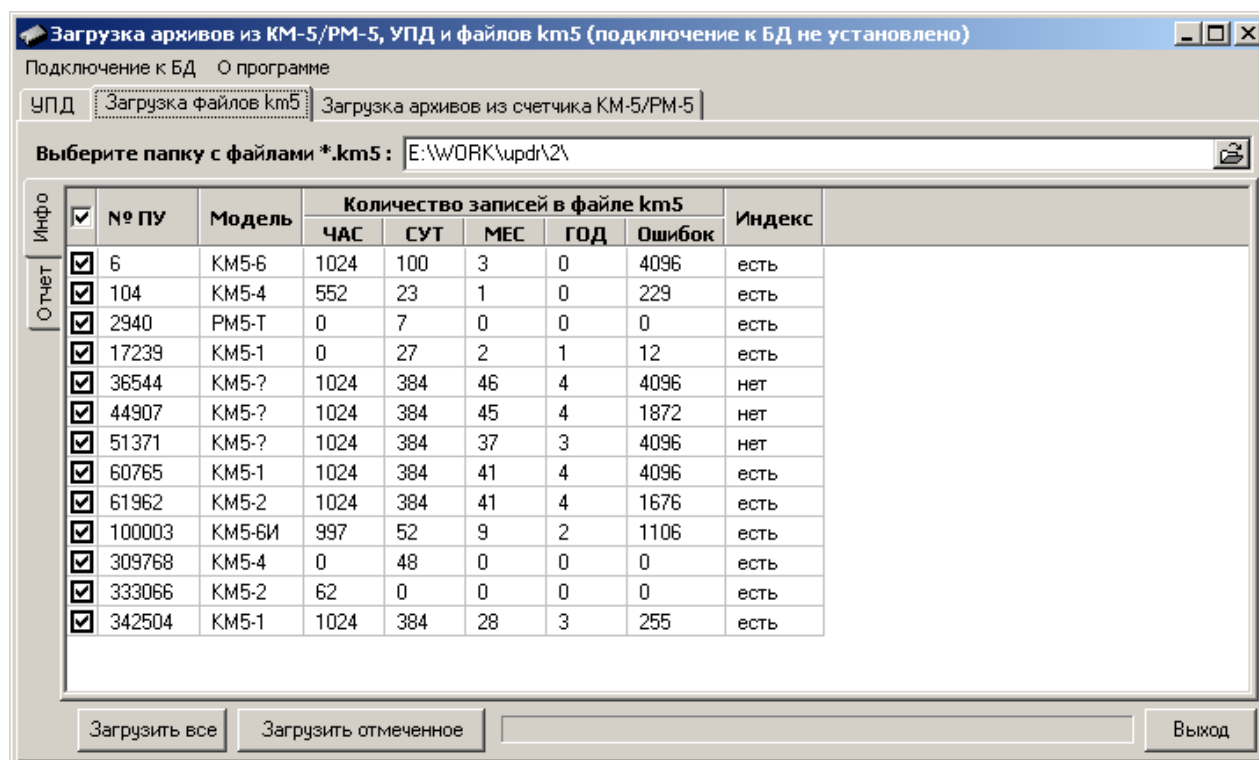 Загрузка архивов из КМ-5/РМ-5, УПД и файлов km5 (подключение к БД не установлено)
Подключение к БД О программе
УПД Загрузка файлов km5 Загрузка архивов из счетчика КМ-5/РМ-5
Выберите папку с файлами *.km5 : E:\WORK\updr\2\
Инфо
Отчет
№ ПУ Модель Количество записей в файле km5 Индекс
ЧАС СУТ МЕС ГОД Ошибок
6 КМ5-6 1024 100 3 0 4096 есть
104 КМ5-4 552 23 1 0 229 есть
2940 РМ5-Т 0 7 0 0 0 есть
17239 КМ5-1 0 27 2 1 12 есть
36544 КМ5-? 1024 384 46 4 4096 нет
44907 КМ5-? 1024 384 45 4 1872 нет
51371 КМ5-? 1024 384 37 3 4096 нет
60765 КМ5-1 1024 384 41 4 4096 есть
61962 КМ5-2 1024 384 41 4 1676 есть
100003 КМ5-6И 997 52 9 2 1106 есть
309768 КМ5-4 0 48 0 0 0 есть
333066 КМ5-2 62 0 0 0 0 есть
342504 КМ5-1 1024 384 28 3 255 есть
Загрузить все Загрузить отмеченное Выход